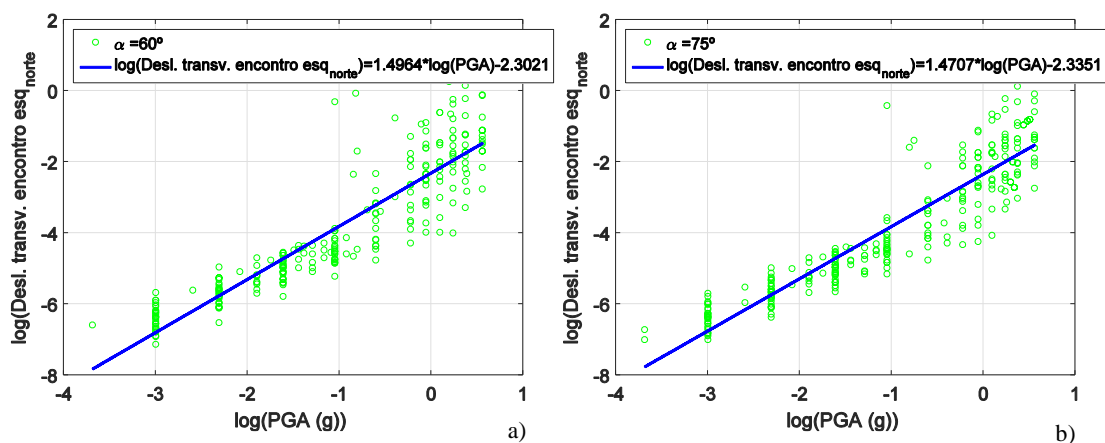 2
α =60º
log(Desl. transv. encontro esq_norte)=1.4964*log(PGA)-2.3021
0
-2
-4
-6
-8
log(Desl. transv. encontro esq_norte
-4 -3 -2 -1 0 1
log(PGA (g))
a)
2
α =75º
log(Desl. transv. encontro esq_norte)=1.4707*log(PGA)-2.3351
0
-2
-4
-6
-8
log(Desl. transv. encontro esq_norte
-4 -3 -2 -1 0 1
log(PGA (g))
b)